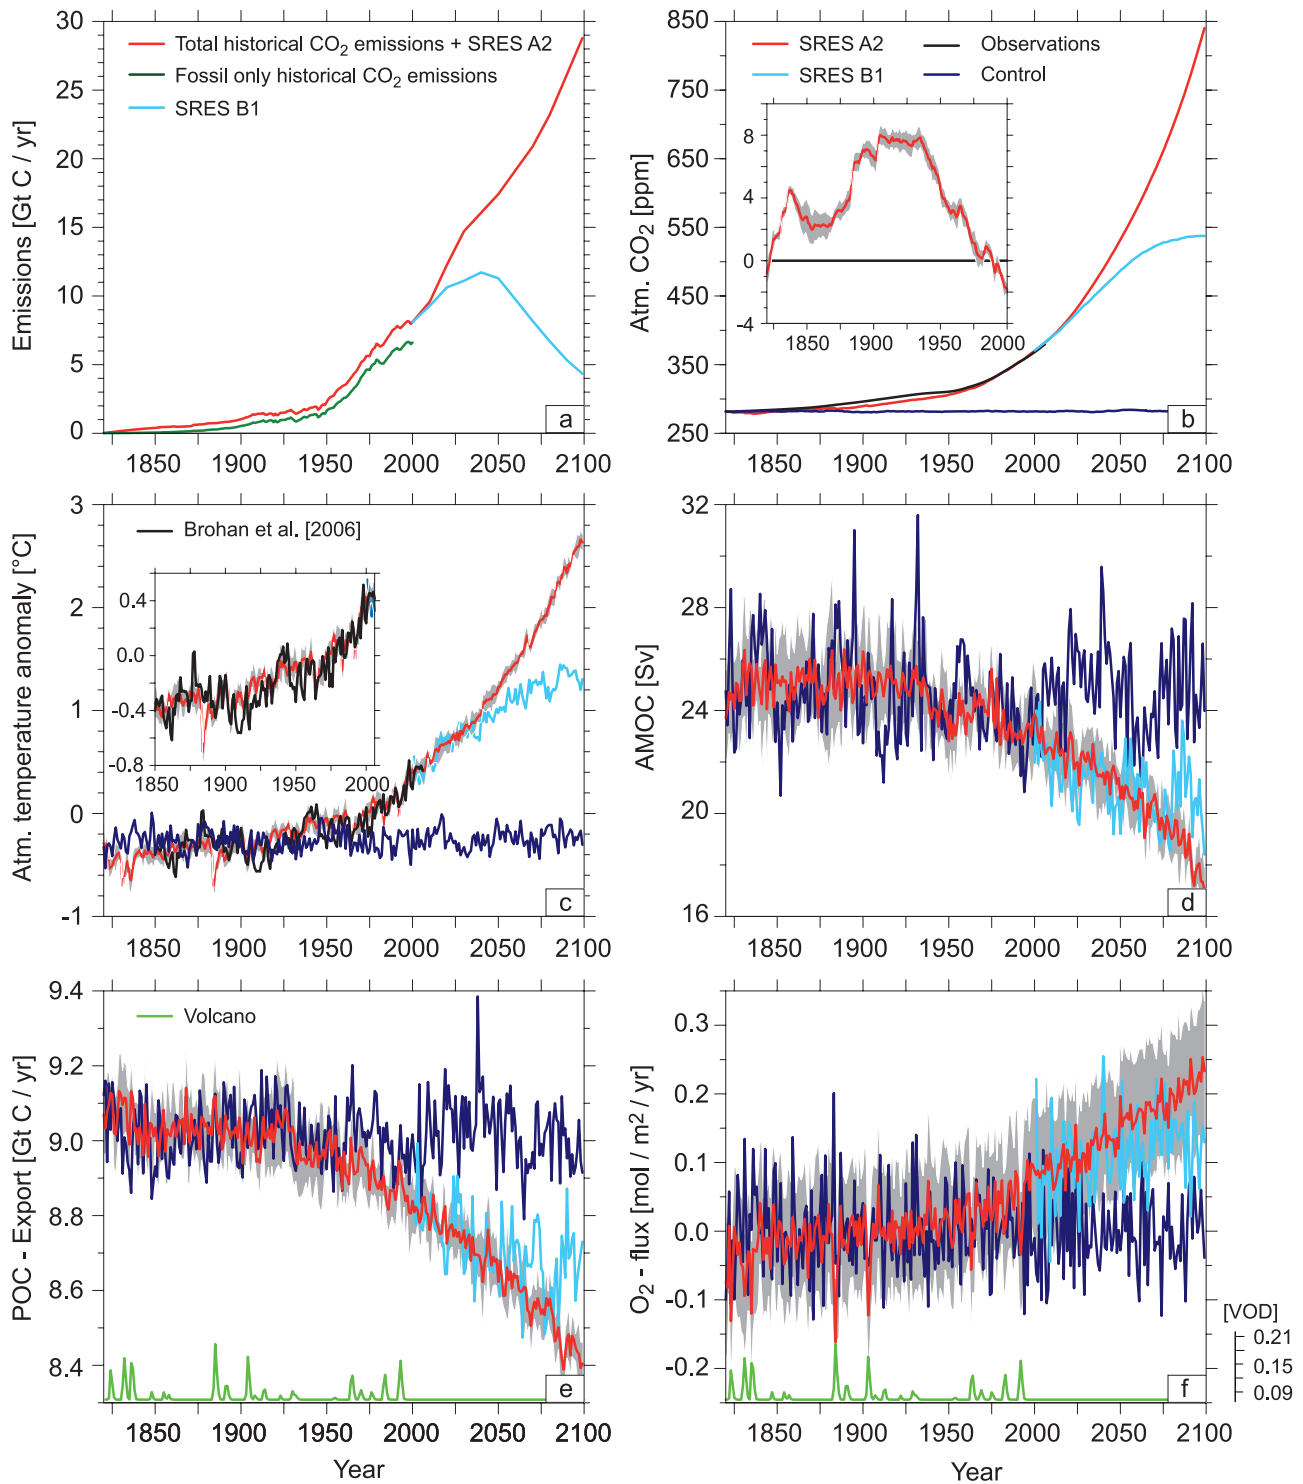 Emissions [Gt C / yr]
30
25
20
15
10
5
0
Total historical CO₂ emissions + SRES A2
Fossil only historical CO₂ emissions
SRES B1
a
1850 1900 1950 2000 2050 2100
Atm. CO₂ [ppm]
850
750
650
550
450
350
250
SRES A2
SRES B1
Observations
Control
8
4
0
-4
1850 1900 1950 2000
b
1850 1900 1950 2000 2050 2100
Atm. temperature anomaly [°C]
3
2
1
0
-1
Brohan et al. [2006]
0.4
0.0
-0.4
-0.8
1850 1900 1950 2000
c
1850 1900 1950 2000 2050 2100
AMOC [Sv]
32
28
24
20
16
d
1850 1900 1950 2000 2050 2100
POC - Export [Gt C / yr]
9.4
9.2
9.0
8.8
8.6
8.4
Volcano
e
1850 1900 1950 2000 2050 2100
Year
O₂ - flux [mol / m² / yr]
0.3
0.2
0.1
0.0
-0.1
-0.2
f
[VOD]
0.21
0.15
0.09
1850 1900 1950 2000 2050 2100
Year